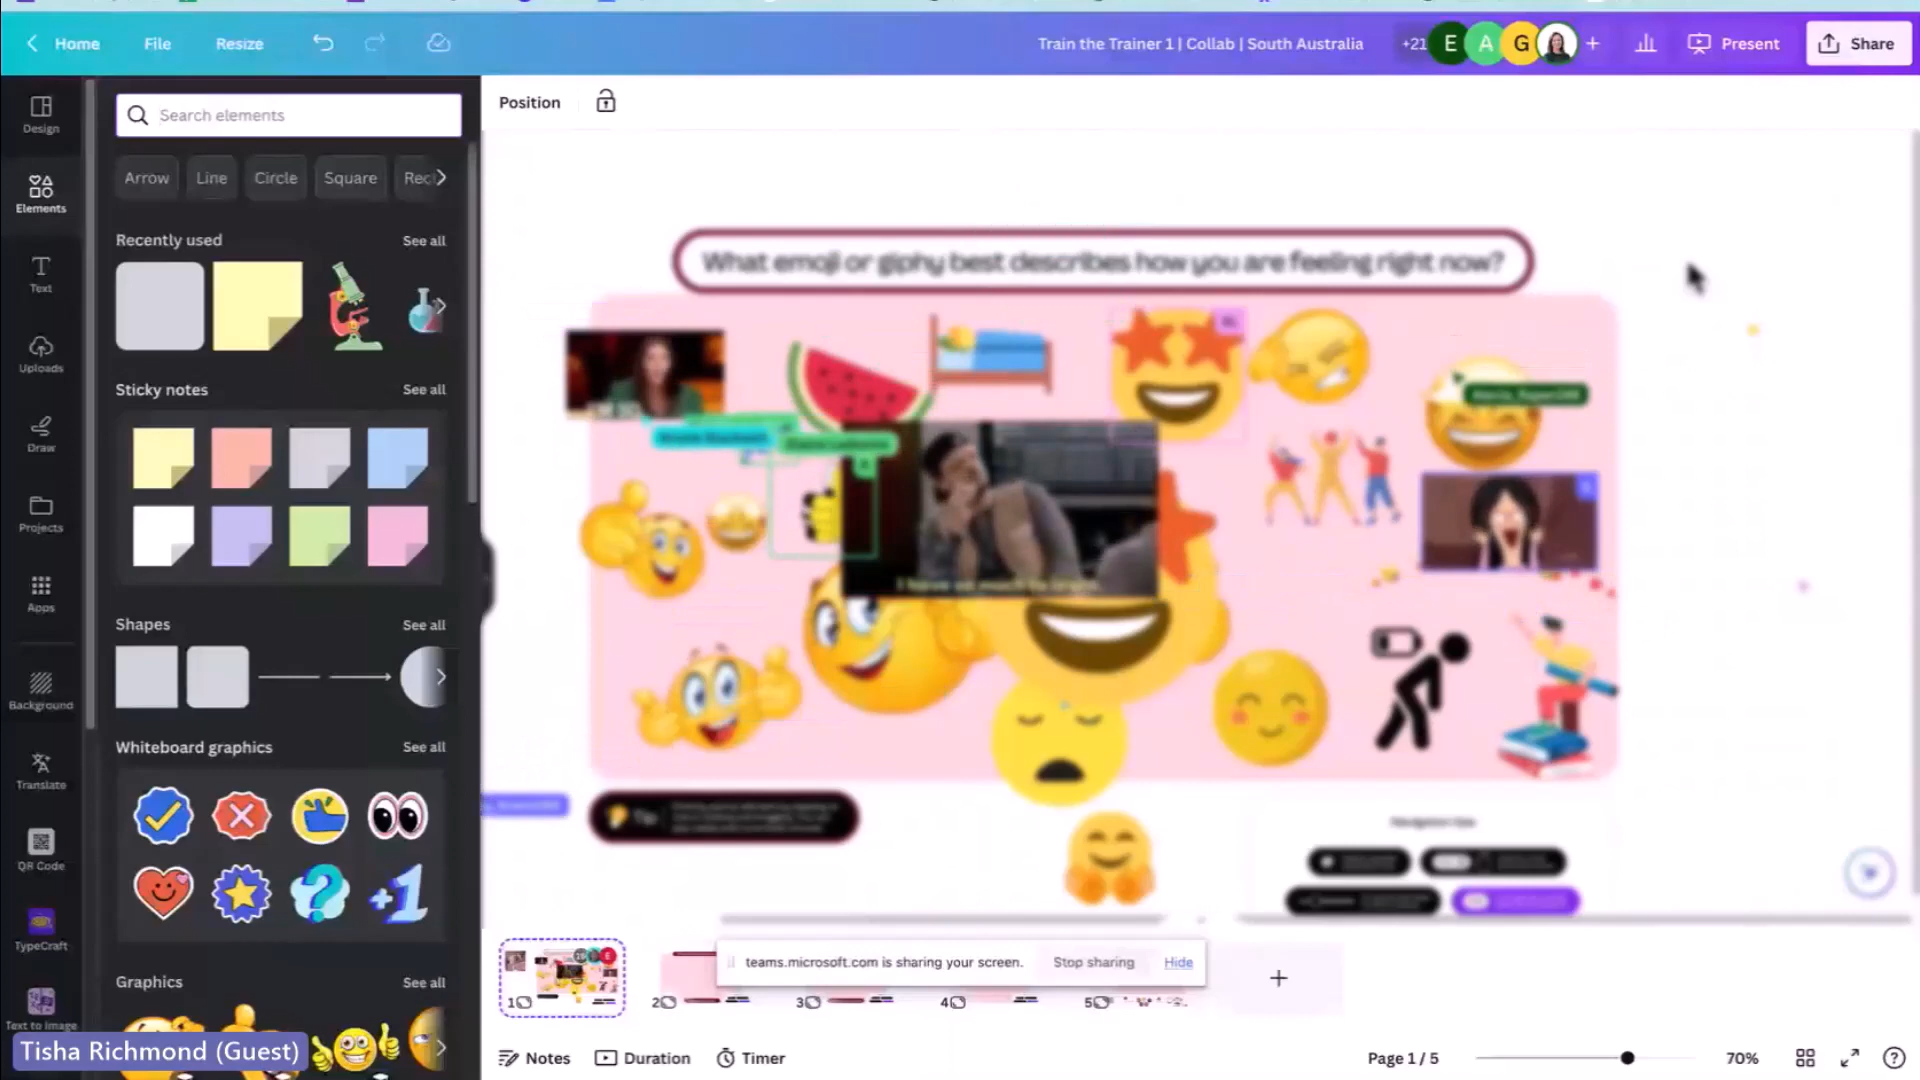 Home
File
Resize
Train the Trainer 1 | Collab | South Australia
+21
E
A
G
Present
Share
Design
Elements
Text
Uploads
Draw
Projects
Apps
Background
Translate
QR Code
TypeCraft
Text to Image
Search elements
Arrow
Line
Circle
Square
Rec
Recently used
See all
Sticky notes
See all
Shapes
See all
Whiteboard graphics
See all
+1
Graphics
See all
Position
What emoji or giphy best describes how you are feeling right now?
Tip
teams.microsoft.com is sharing your screen.
Stop sharing
Hide
1
2
3
4
5
Notes
Duration
Timer
Page 1 / 5
70%
Tisha Richmond (Guest)